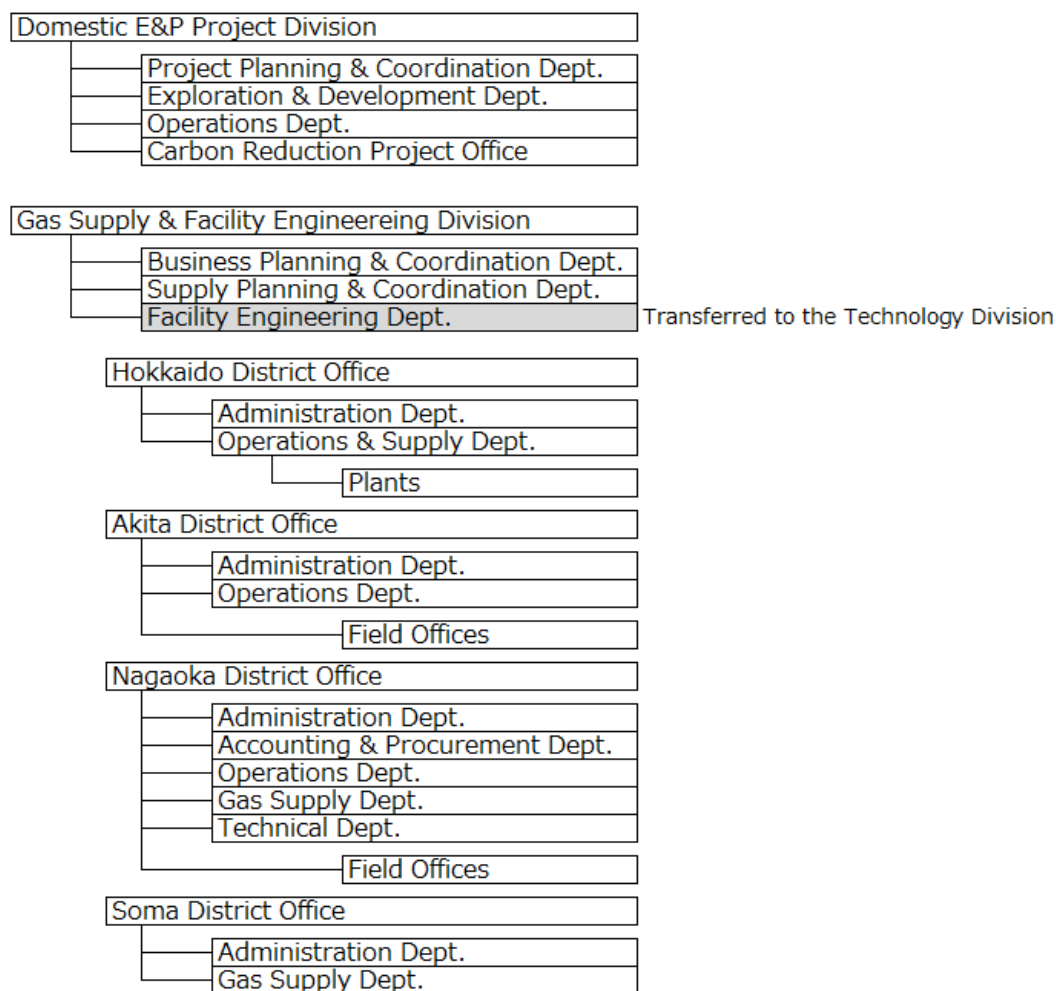 Domestic E&P Project Division
Project Planning & Coordination Dept.
Exploration & Development Dept.
Operations Dept.
Carbon Reduction Project Office
Gas Supply & Facility Engineereing Division
Business Planning & Coordination Dept.
Supply Planning & Coordination Dept.
Facility Engineering Dept. Transferred to the Technology Division
Hokkaido District Office
Administration Dept.
Operations & Supply Dept.
Plants
Akita District Office
Administration Dept.
Operations Dept.
Field Offices
Nagaoka District Office
Administration Dept.
Accounting & Procurement Dept.
Operations Dept.
Gas Supply Dept.
Technical Dept.
Field Offices
Soma District Office
Administration Dept.
Gas Supply Dept.